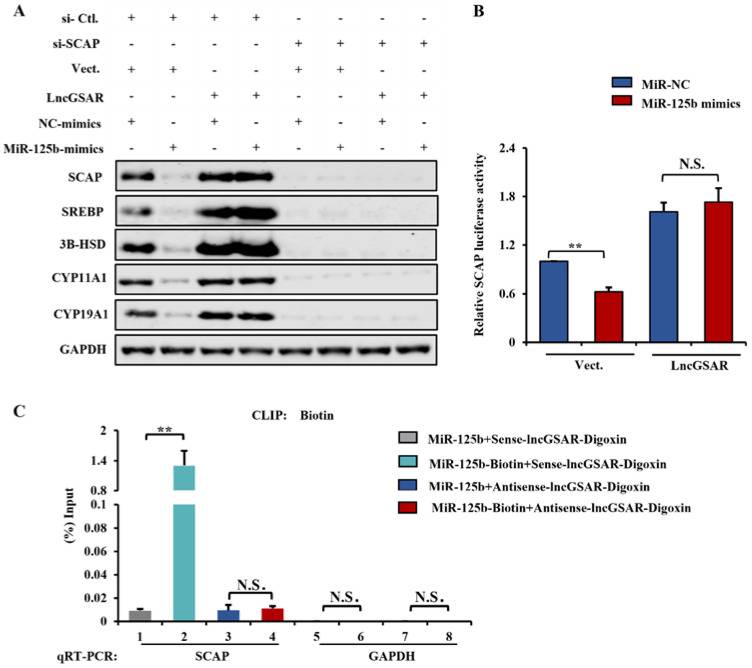 A
si- Ctl. + + + + - - - -
si-SCAP - - - - + + + +
Vect. + + - - + + - -
LncGSAR - - + + - - + +
NC-mimics + - + - + - + -
MiR-125b-mimics - + - + - + - +
SCAP
SREBP
3B-HSD
CYP11A1
CYP19A1
GAPDH
B
MiR-NC
MiR-125b mimics
Relative SCAP luciferase activity
2.4
1.8
1.2
0.6
0
**
N.S.
Vect. LncGSAR
C
CLIP: Biotin
MiR-125b+Sense-lncGSAR-Digoxin
MiR-125b-Biotin+Sense-lncGSAR-Digoxin
MiR-125b+Antisense-lncGSAR-Digoxin
MiR-125b-Biotin+Antisense-lncGSAR-Digoxin
(%) Input
2
1.4
0.8
0.1
0.08
0.06
0.04
0.02
0
**
N.S. N.S. N.S.
1 2 3 4 5 6 7 8
qRT-PCR: SCAP GAPDH